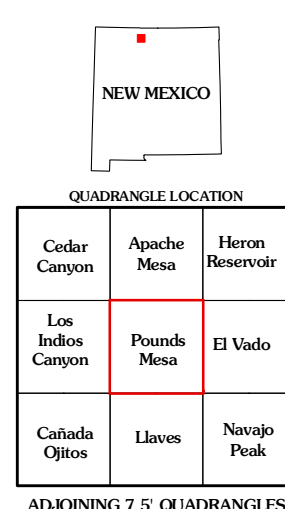 NEW MEXICO
QUADRANGLE LOCATION
Cedar
Canyon
Apache
Mesa
Heron
Reservoir
Los
Indios
Canyon
Pounds
Mesa
El Vado
Cañada
Ojitos
Llaves
Navajo
Peak
ADJOINING 7.5' QUADRANGLES